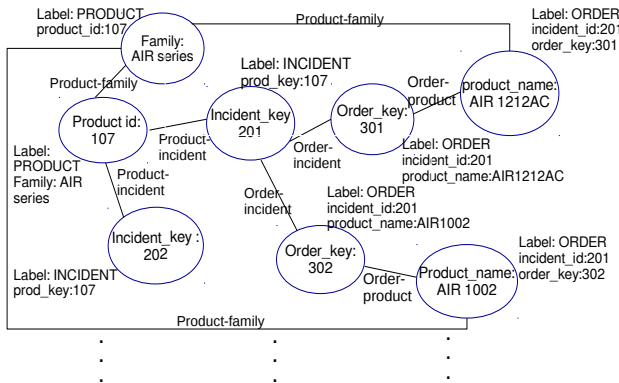 Label: PRODUCT
product_id:107
Product-family
Label: ORDER
incident_id:201
order_key:301
Family:
AIR series
Product-family
Label: INCIDENT
prod_key:107
Order-
product
product_name:
AIR 1212AC
Product id:
107
Incident_key
201
Order_key:
301
Product-
incident
Order-
incident
Label: ORDER
incident_id:201
product_name:AIR1212AC
Label:
PRODUCT
Family: AIR
series
Product-
incident
Order-
incident
Label: ORDER
incident_id:201
product_name:AIR1002
Incident_key :
202
Order_key:
302
Label: ORDER
incident_id:201
order_key:302
Product_name:
AIR 1002
Order-
product
Label: INCIDENT
prod_key:107
Product-family